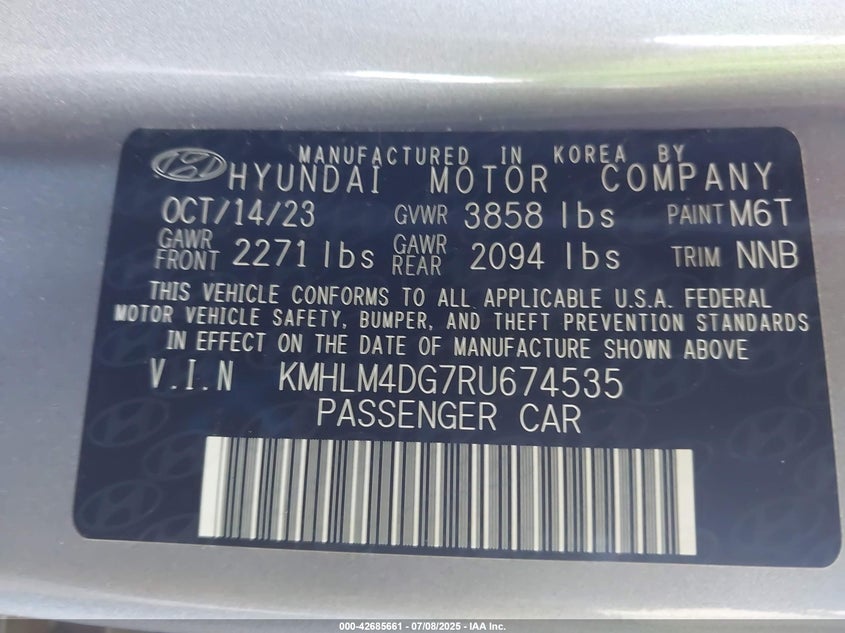 MANUFACTURED IN KOREA BY
HYUNDAI MOTOR COMPANY
OCT/14/23 GVWR 3858 lbs PAINT M6T
GAWR FRONT 2271 lbs GAWR REAR 2094 lbs TRIM NNB
THIS VEHICLE CONFORMS TO ALL APPLICABLE U.S.A. FEDERAL
MOTOR VEHICLE SAFETY, BUMPER, AND THEFT PREVENTION STANDARDS
IN EFFECT ON THE DATE OF MANUFACTURE SHOWN ABOVE
V.I.N KMHLM4DG7RU674535
PASSENGER CAR
000-42685661 - 07/08/2025 - IAA Inc.